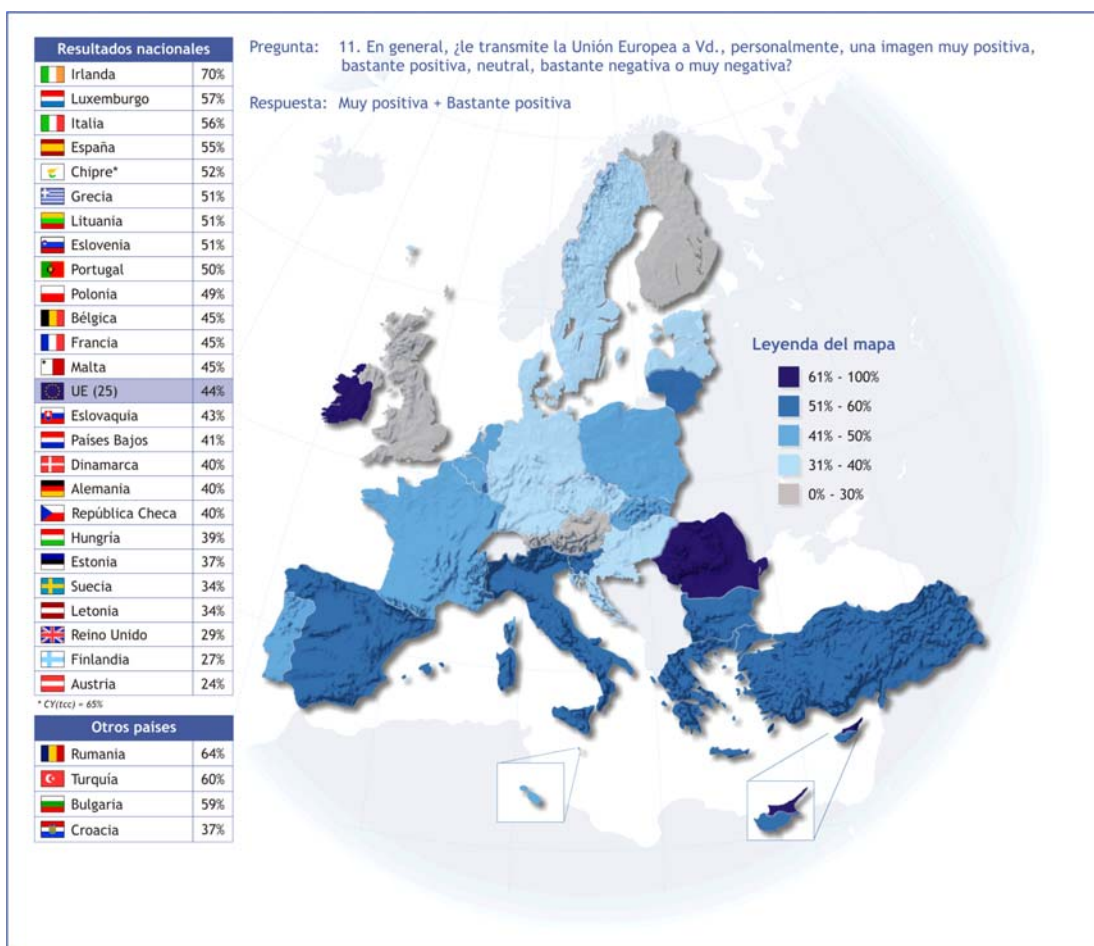 Resultados nacionales
Irlanda 70%
Luxemburgo 57%
Italia 56%
España 55%
Chipre* 52%
Grecia 51%
Lituania 51%
Eslovenia 51%
Portugal 50%
Polonia 49%
Bélgica 45%
Francia 45%
Malta 45%
UE (25) 44%
Eslovaquia 43%
Países Bajos 41%
Dinamarca 40%
Alemania 40%
República Checa 40%
Hungría 39%
Estonia 37%
Suecia 34%
Letonia 34%
Reino Unido 29%
Finlandia 27%
Austria 24%
* CY(tcc) = 65%
Otros paises
Rumania 64%
Turquía 60%
Bulgaria 59%
Croacia 37%
Pregunta: 11. En general, ¿le transmite la Unión Europea a Vd., personalmente, una imagen muy positiva,
bastante positiva, neutral, bastante negativa o muy negativa?
Respuesta: Muy positiva + Bastante positiva
Leyenda del mapa
61% - 100%
51% - 60%
41% - 50%
31% - 40%
0% - 30%